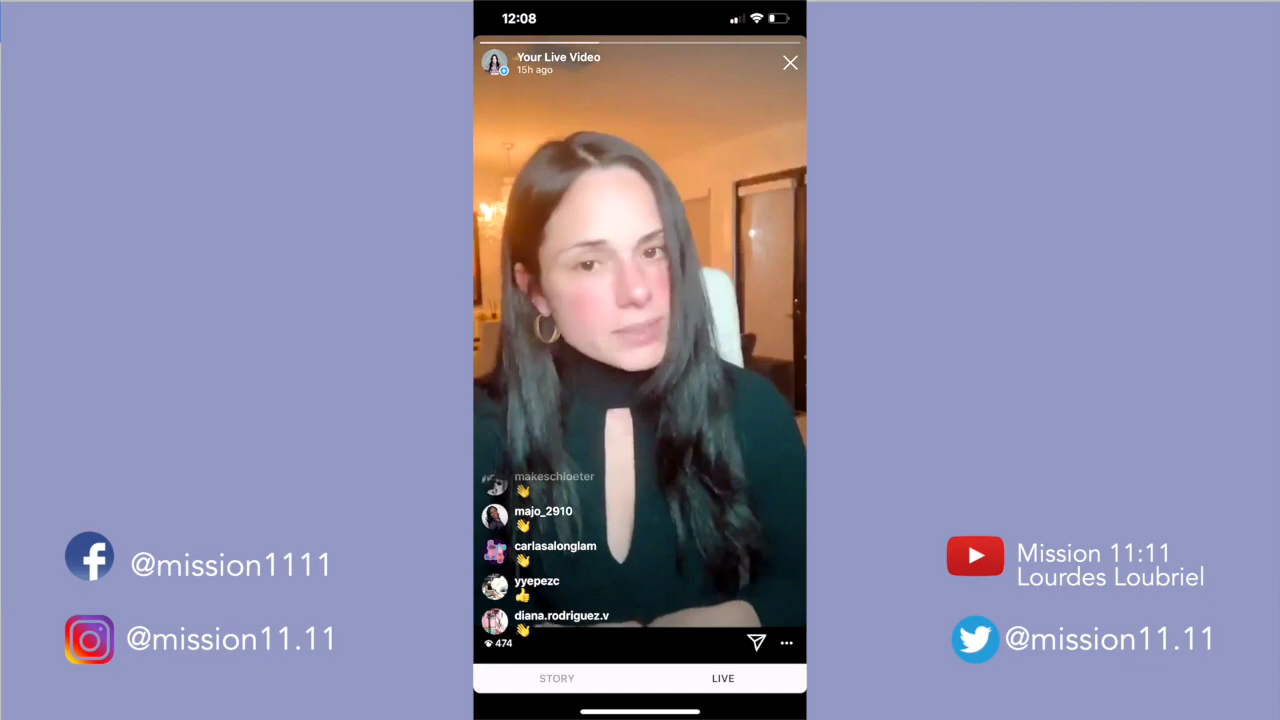 12:08
Your Live Video
15h ago
makeschloeter
majo_2910
carlasalonglam
yyepezc
diana.rodriguez.v
474
STORY LIVE
@mission1111
@mission11.11
Mission 11:11
Lourdes Loubriel
@mission11.11